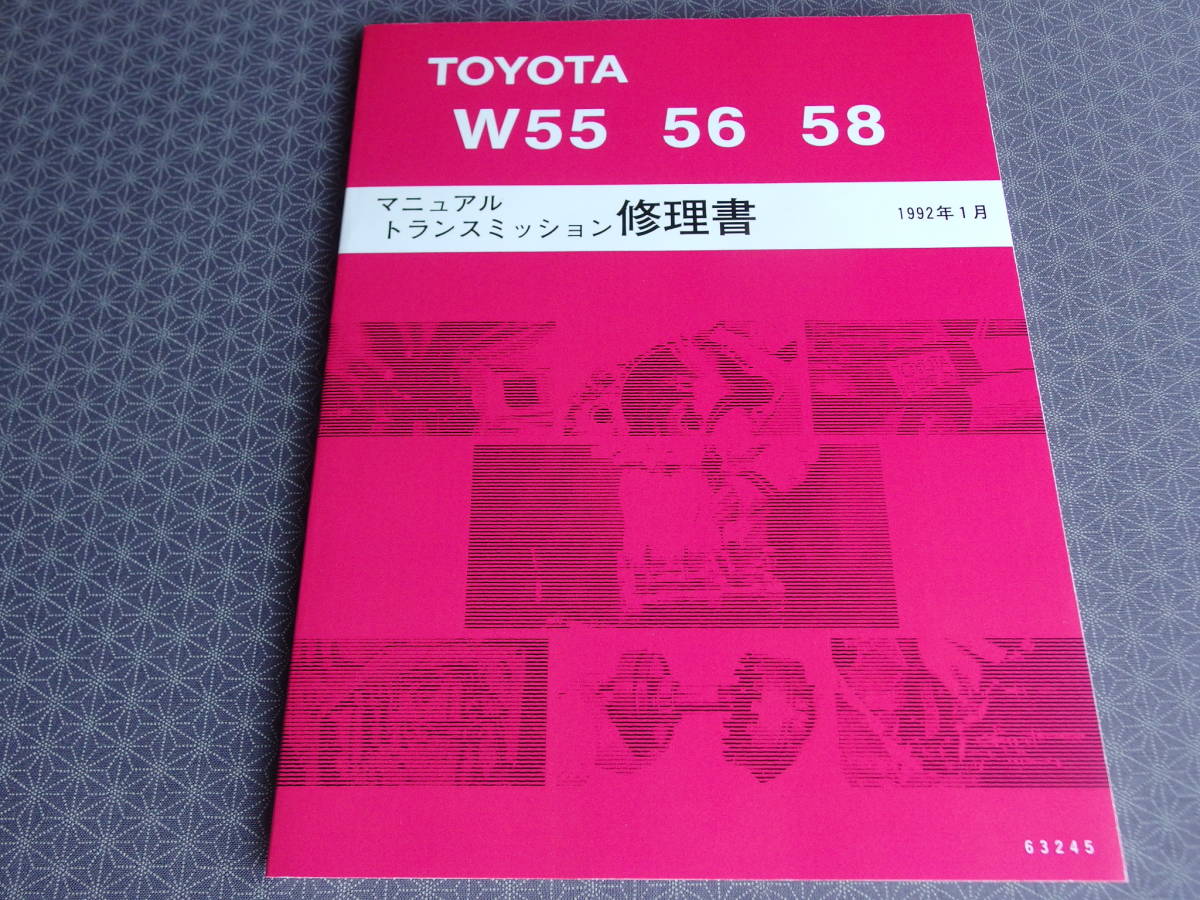 TOYOTA
W55 56 58
マニュアル
トランスミッション修理書
1992年1月
63245